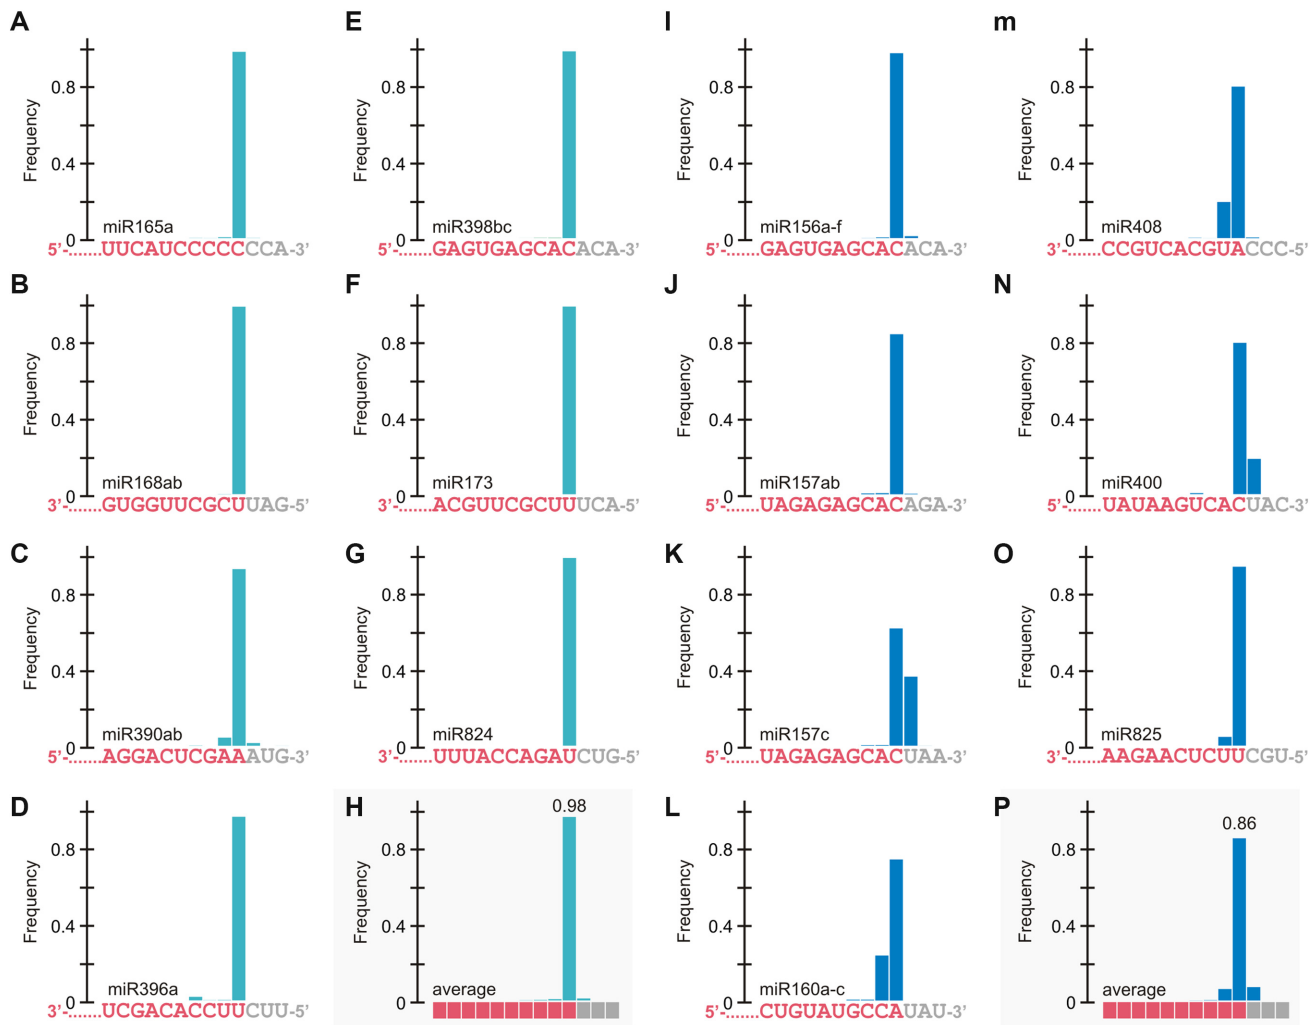 A
Frequency
0.8
0.4
0
miR165a
5’-.......UUCAUCCCCCCCA-3’
B
Frequency
0.8
0.4
0
miR168ab
3’-.......GUGGUUCGCUUAG-5’
C
Frequency
0.8
0.4
0
miR390ab
5’-.......AGGACUCGAAAUG-3’
D
Frequency
0.8
0.4
0
miR396a
3’-.......UCGACACCUUCUU-5’
E
Frequency
0.8
0.4
0
miR398bc
5’-.......GAGUGAGCACACA-3’
F
Frequency
0.8
0.4
0
miR173
3’-.......ACGUUCGCUUUCA-5’
G
Frequency
0.8
0.4
0
miR824
3’-.......UUUACCAGAUCUG-5’
H
Frequency
0.8
0.4
0
0.98
average
I
Frequency
0.8
0.4
0
miR156a-f
5’-.......GAGUGAGCACACA-3’
J
Frequency
0.8
0.4
0
miR157ab
5’-.......UAGAGAGCACAGA-3’
K
Frequency
0.8
0.4
0
miR157c
5’-.......UAGAGAGCACUAA-3’
L
Frequency
0.8
0.4
0
miR160a-c
5’-.......CUGUAUGCCAUAU-3’
m
Frequency
0.8
0.4
0
miR408
3’-.......CCGUCACGUACCC-5’
N
Frequency
0.8
0.4
0
miR400
5’-.......UAUAAGUCACUAC-3’
O
Frequency
0.8
0.4
0
miR825
3’-.......AAGAACUCUUCGU-5’
P
Frequency
0.8
0.4
0
0.86
average